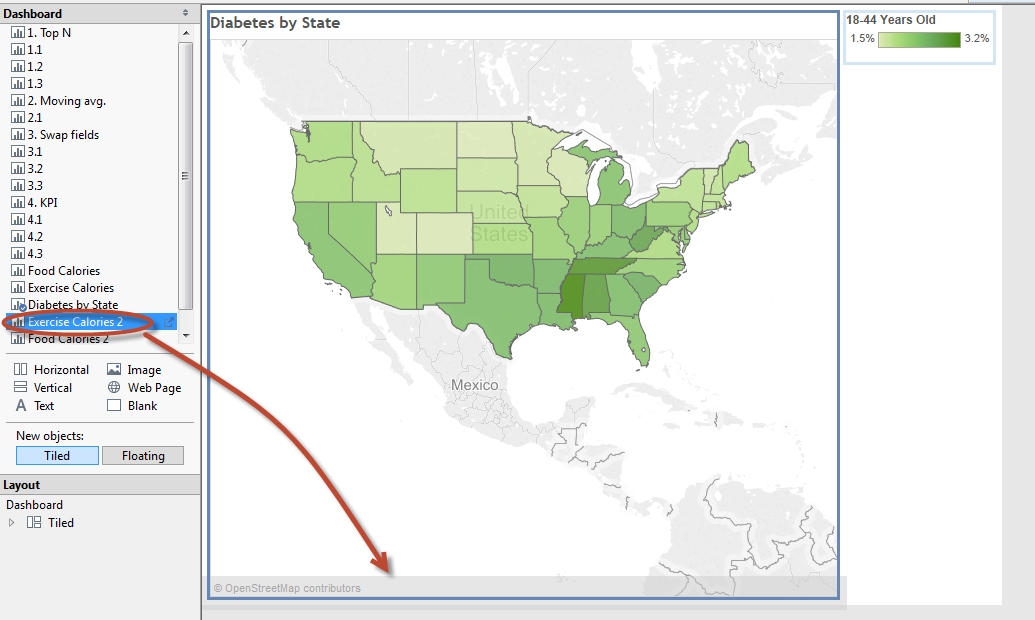 Dashboard
1. Top N
1.1
1.2
1.3
2. Moving avg.
2.1
3. Swap fields
3.1
3.2
3.3
4. KPI
4.1
4.2
4.3
Food Calories
Exercise Calories
Diabetes by State
Exercise Calories 2
Food Calories 2
Horizontal Image
Vertical Web Page
A Text Blank
New objects:
Tiled Floating
Layout
Dashboard
Tiled
Diabetes by State
United
States
Mexico
© OpenStreetMap contributors
18-44 Years Old
1.5% 3.2%